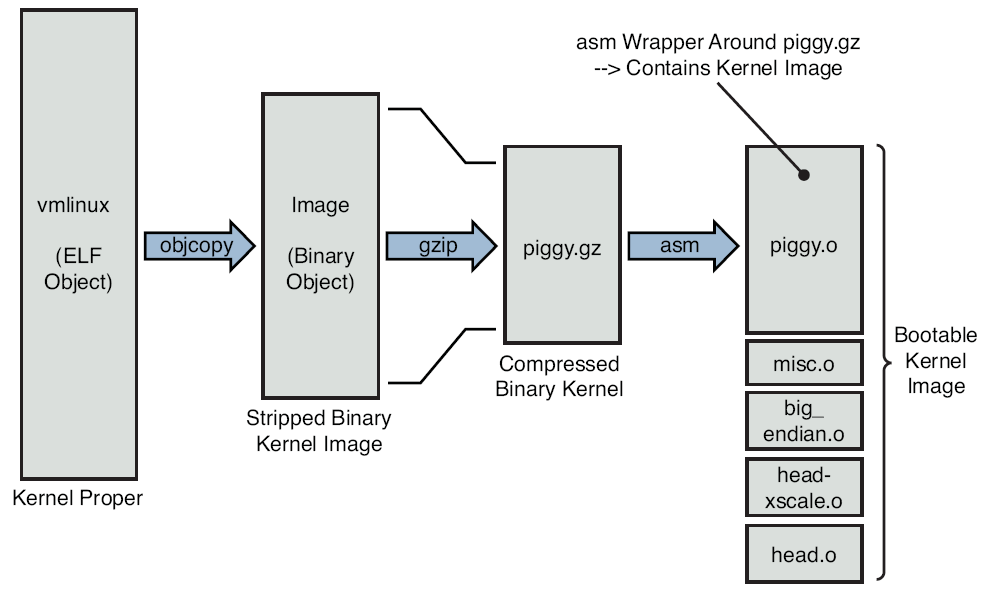 vmlinux
(ELF
Object)
Kernel Proper
objcopy
Image
(Binary
Object)
Stripped Binary
Kernel Image
gzip
piggy.gz
Compressed
Binary Kernel
asm
asm Wrapper Around piggy.gz
--> Contains Kernel Image
piggy.o
misc.o
big_
endian.o
head-
xscale.o
head.o
Bootable
Kernel
Image